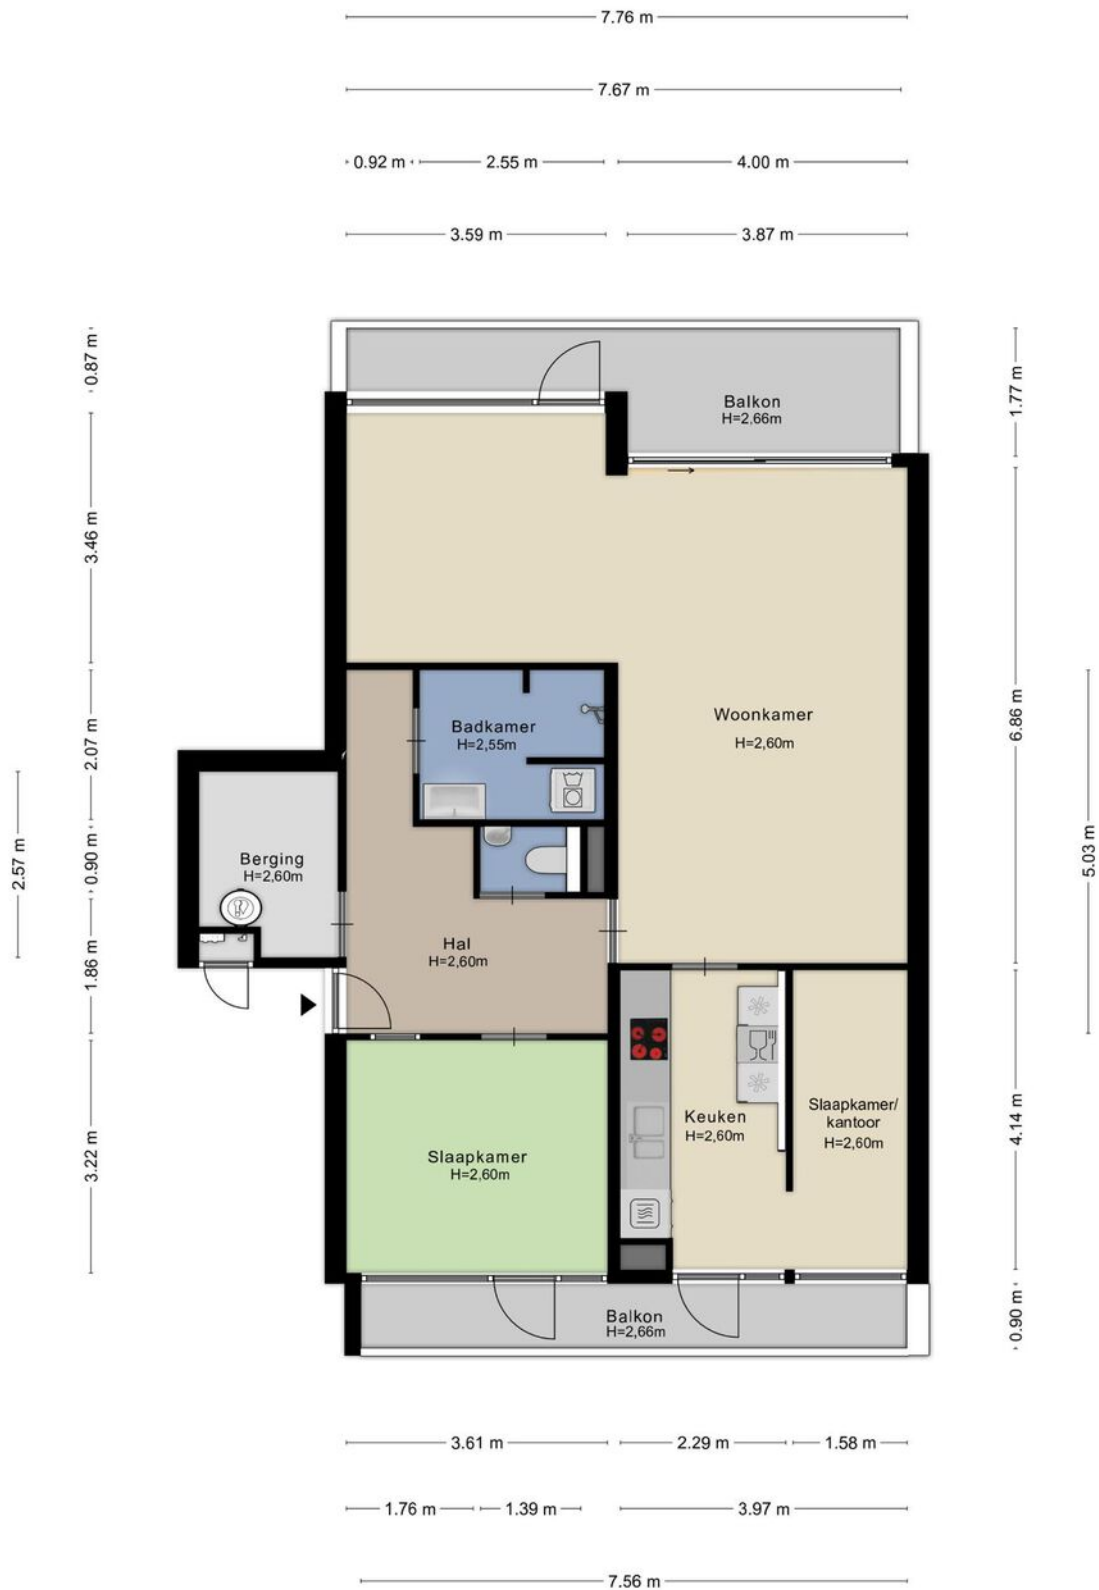 7.76 m
7.67 m
0.92 m
2.55 m
4.00 m
3.59 m
3.87 m
0.87 m
1.77 m
Balkon
H=2,66m
3.46 m
6.86 m
Woonkamer
H=2,60m
Badkamer
H=2,55m
2.07 m
2.57 m
0.90 m
5.03 m
Berging
H=2,60m
Hal
H=2,60m
1.86 m
Slaapkamer
H=2,60m
3.22 m
Keuken
H=2,60m
Slaapkamer/
kantoor
H=2,60m
4.14 m
Balkon
H=2,66m
0.90 m
3.61 m
2.29 m
1.58 m
1.76 m
1.39 m
3.97 m
7.56 m